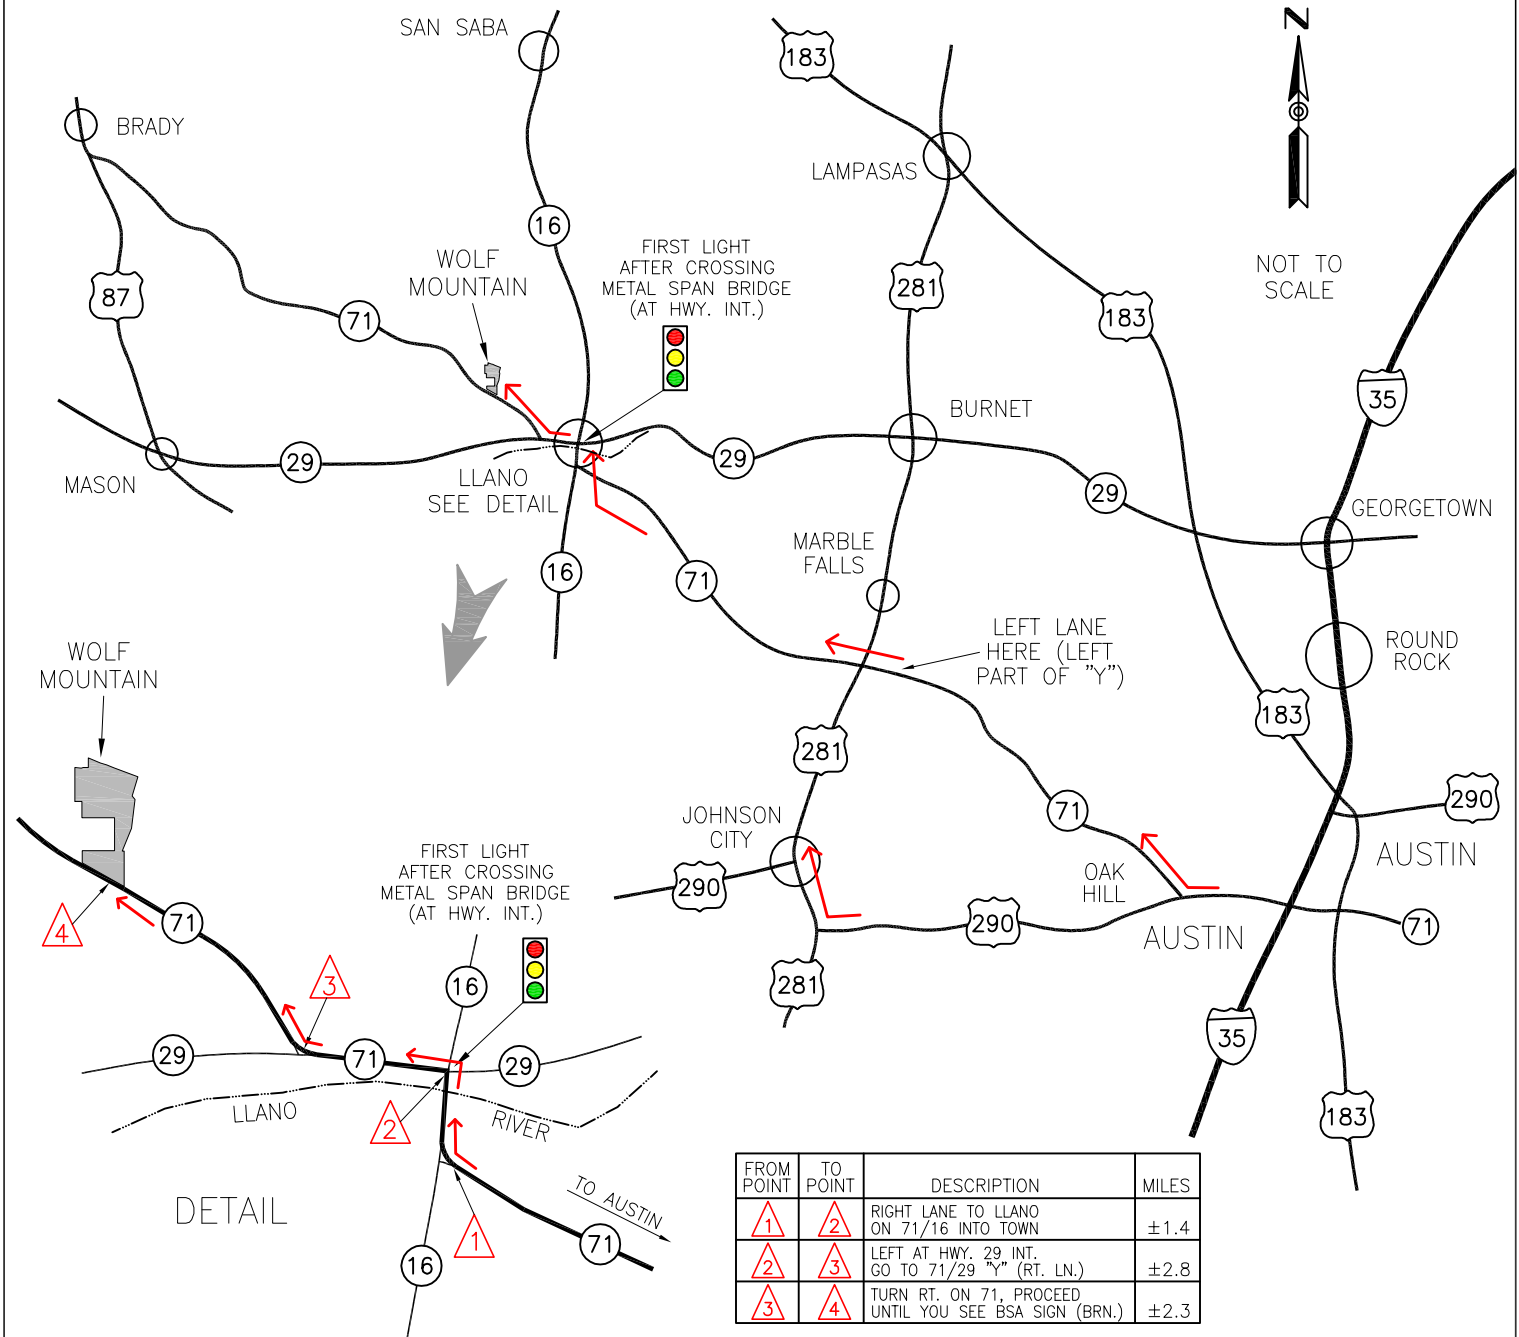 SAN SABA
183
N
BRADY
LAMPASAS
16
WOLF
MOUNTAIN
FIRST LIGHT
AFTER CROSSING
METAL SPAN BRIDGE
(AT HWY. INT.)
281
NOT TO
SCALE
87
71
183
35
BURNET
MASON
29
LLANO
SEE DETAIL
29
29
GEORGETOWN
16
71
MARBLE
FALLS
LEFT LANE
HERE (LEFT
PART OF "Y")
ROUND
ROCK
WOLF
MOUNTAIN
183
281
290
71
JOHNSON
CITY
AUSTIN
290
OAK
HILL
290
71
AUSTIN
281
35
183
FIRST LIGHT
AFTER CROSSING
METAL SPAN BRIDGE
(AT HWY. INT.)
4
71
3
16
29
71
29
LLANO
RIVER
2
DETAIL
TO AUSTIN
1
71
16
FROM POINT
TO POINT
DESCRIPTION
MILES
1
2
RIGHT LANE TO LLANO
ON 71/16 INTO TOWN
±1.4
2
3
LEFT AT HWY. 29 INT.
GO TO 71/29 "Y" (RT. LN.)
±2.8
3
4
TURN RT. ON 71, PROCEED
UNTIL YOU SEE BSA SIGN (BRN.)
±2.3